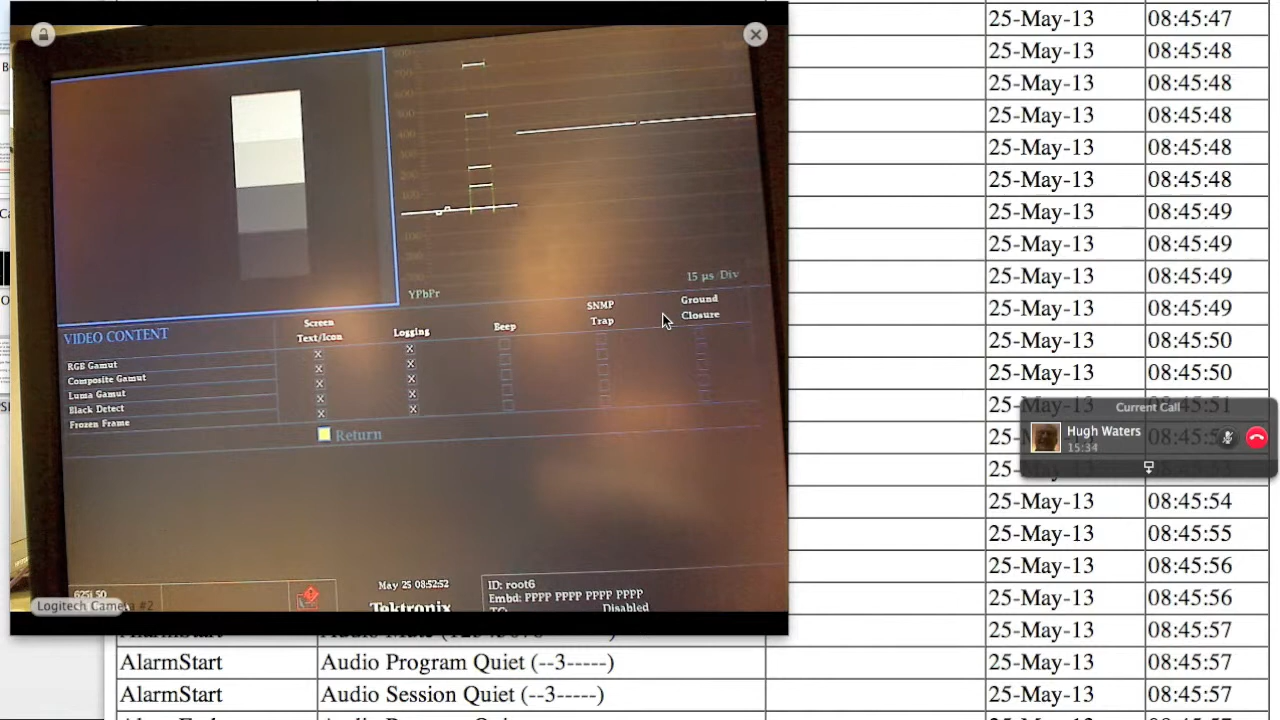 25-May-13 08:45:47
25-May-13 08:45:48
25-May-13 08:45:48
25-May-13 08:45:48
25-May-13 08:45:48
25-May-13 08:45:48
25-May-13 08:45:49
25-May-13 08:45:49
25-May-13 08:45:49
25-May-13 08:45:49
25-May-13 08:45:50
25-May-13 08:45:50
YPbPr
15 µs/Div
VIDEO CONTENT
Screen Text/Icon
Logging
Beep
SNMP Trap
Ground Closure
RGB Gamut
Composite Gamut
Luma Gamut
Black Detect
Frozen Frame
Return
Current Call
Hugh Waters
15:34
25-May-13 08:45:54
25-May-13 08:45:55
25-May-13 08:45:56
25-May-13 08:45:56
May 25 08:52:52
Tektronix
ID: root6
Embd: PPPP PPPP PPPP PPPP
Disabled
Logitech Camera #2
25-May-13 08:45:57
AlarmStart Audio Program Quiet (--3-----) 25-May-13 08:45:57
AlarmStart Audio Session Quiet (--3-----) 25-May-13 08:45:57